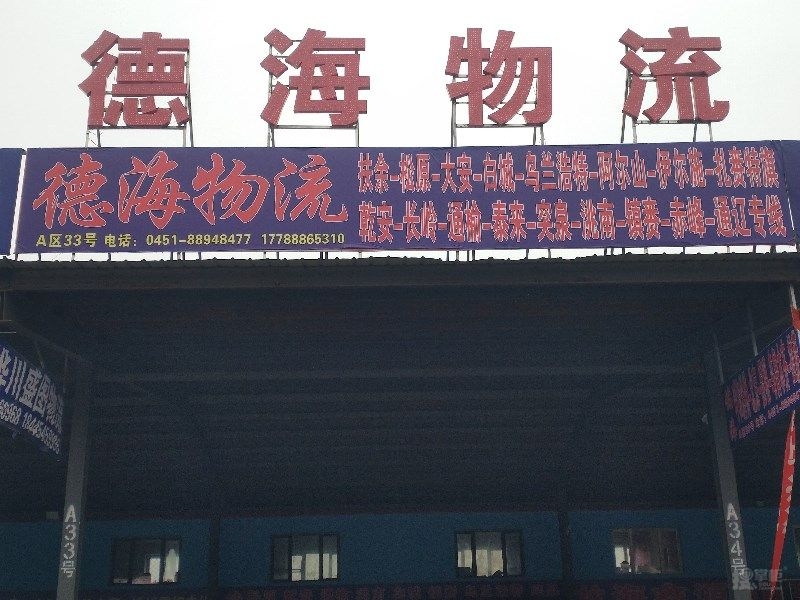 德海物流
德海物流
扶余-松原-大安-白城-乌兰浩特-阿尔山-伊尔施-扎赉特旗
乾安-长岭-通榆-泰来-突泉-洮南-镇赉-赤峰-通辽专线
A区33号 电话：0451-88948477 17788865310
A33号
A34号